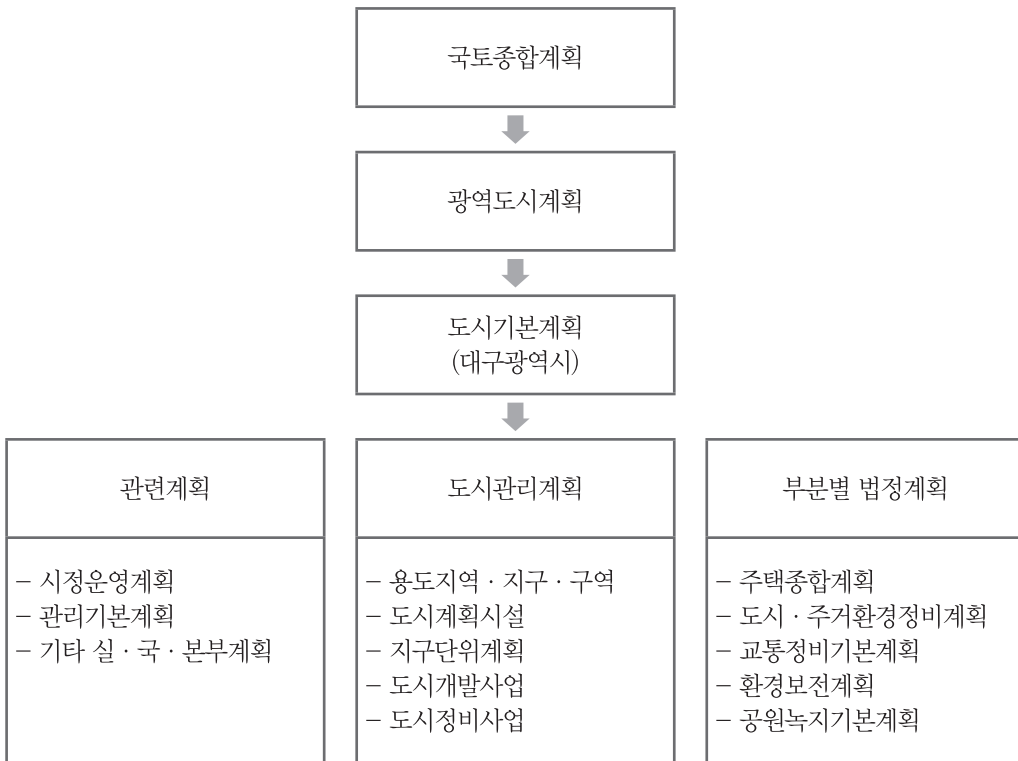 국토종합계획
광역도시계획
도시기본계획
(대구광역시)
관련계획
- 시정운영계획
- 관리기본계획
- 기타 실·국·본부계획
도시관리계획
- 용도지역·지구·구역
- 도시계획시설
- 지구단위계획
- 도시개발사업
- 도시정비사업
부분별 법정계획
- 주택종합계획
- 도시·주거환경정비계획
- 교통정비기본계획
- 환경보전계획
- 공원녹지기본계획